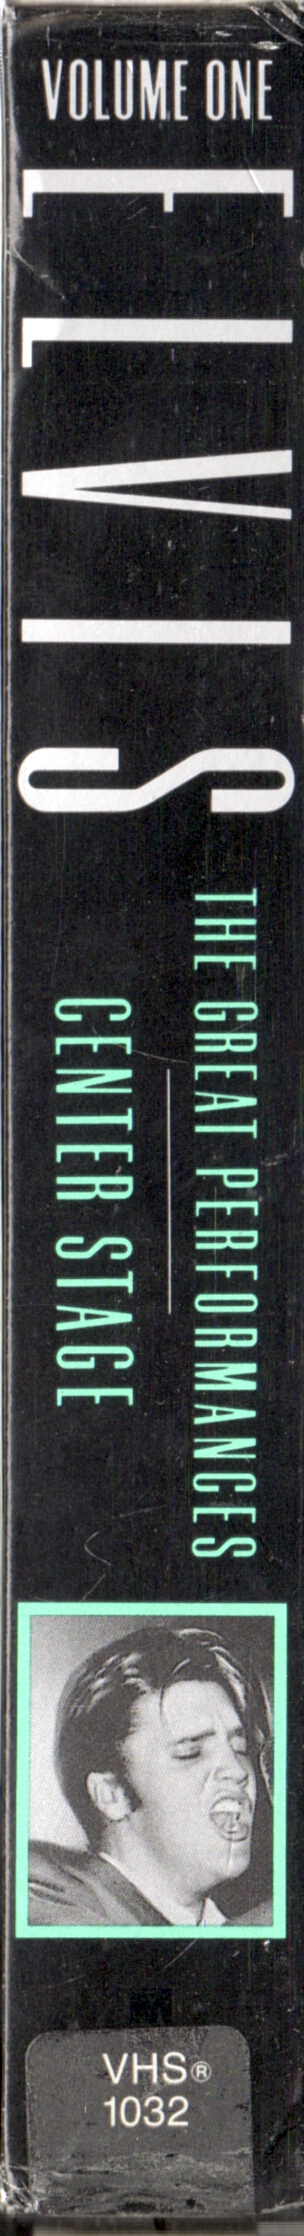 VOLUME ONE
ELVIS
THE GREAT PERFORMANCES
CENTER STAGE
VHS®
1032